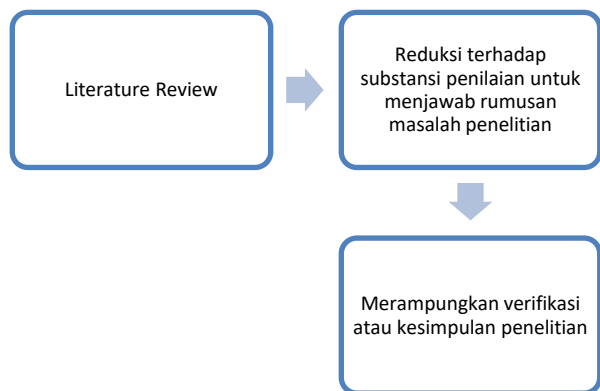 Literature Review
Reduksi terhadap
substansi penilaian untuk
menjawab rumusan
masalah penelitian
Merampungkan verifikasi
atau kesimpulan penelitian